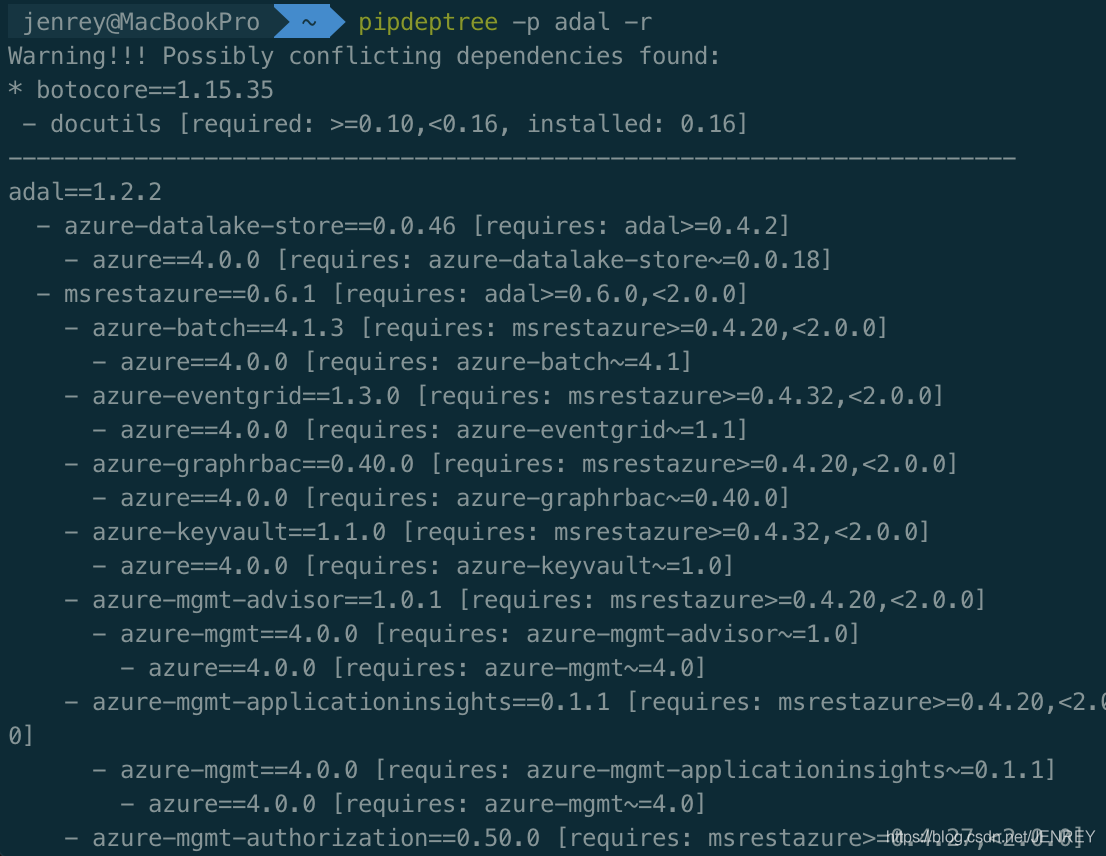 jenrey@MacBookPro ~ pipdeptree -p adal -r
Warning!!! Possibly conflicting dependencies found:
* botocore==1.15.35
 - docutils [required: >=0.10,<0.16, installed: 0.16]
------------------------------------------------------------------------
adal==1.2.2
  - azure-datalake-store==0.0.46 [requires: adal>=0.4.2]
    - azure==4.0.0 [requires: azure-datalake-store~=0.0.18]
  - msrestazure==0.6.1 [requires: adal>=0.6.0,<2.0.0]
    - azure-batch==4.1.3 [requires: msrestazure>=0.4.20,<2.0.0]
      - azure==4.0.0 [requires: azure-batch~=4.1]
    - azure-eventgrid==1.3.0 [requires: msrestazure>=0.4.32,<2.0.0]
      - azure==4.0.0 [requires: azure-eventgrid~=1.1]
    - azure-graphrbac==0.40.0 [requires: msrestazure>=0.4.20,<2.0.0]
      - azure==4.0.0 [requires: azure-graphrbac~=0.40.0]
    - azure-keyvault==1.1.0 [requires: msrestazure>=0.4.32,<2.0.0]
      - azure==4.0.0 [requires: azure-keyvault~=1.0]
    - azure-mgmt-advisor==1.0.1 [requires: msrestazure>=0.4.20,<2.0.0]
      - azure-mgmt==4.0.0 [requires: azure-mgmt-advisor~=1.0]
        - azure==4.0.0 [requires: azure-mgmt~=4.0]
    - azure-mgmt-applicationinsights==0.1.1 [requires: msrestazure>=0.4.20,<2.0.
0]
      - azure-mgmt==4.0.0 [requires: azure-mgmt-applicationinsights~=0.1.1]
        - azure==4.0.0 [requires: azure-mgmt~=4.0]
    - azure-mgmt-authorization==0.50.0 [requires: msrestazure>=0.4.27,<2.0.0]
https://blog.csdn.net/JENREY